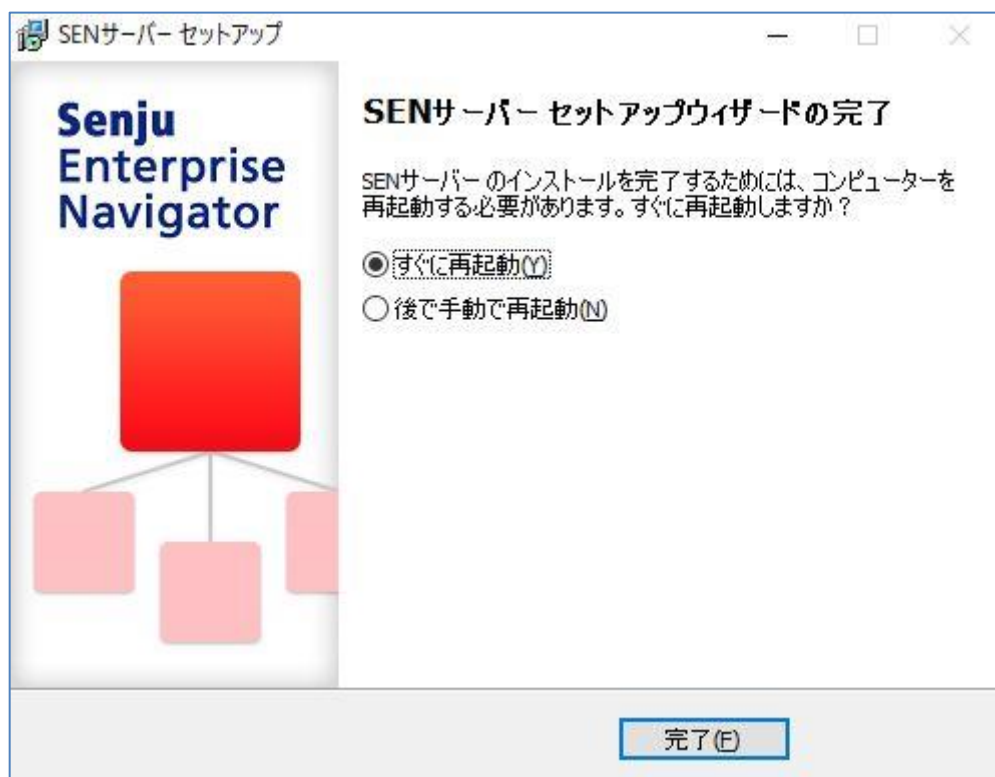 SENサーバー セットアップ
Senju
Enterprise
Navigator
SENサーバー セットアップウィザードの完了
SENサーバー のインストールを完了するためには、コンピューターを
再起動する必要があります。すぐに再起動しますか?
すぐに再起動(Y)
後で手動で再起動(N)
完了(F)